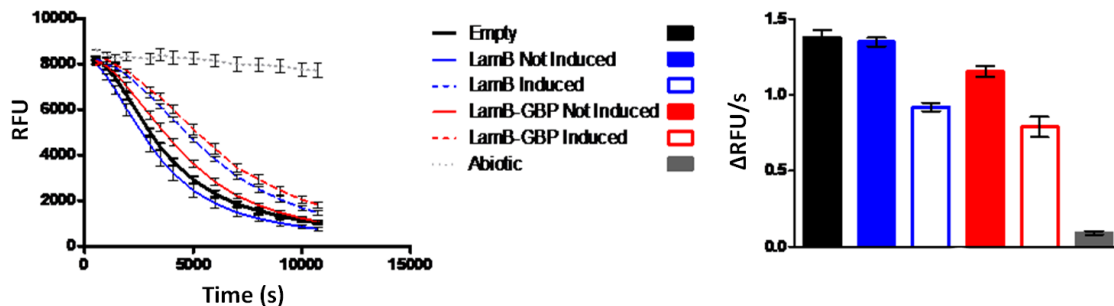 10000
8000
6000
4000
2000
0
RFU
0
5000
10000
15000
Time (s)
Empty
LamB Not Induced
LamB Induced
LamB-GBP Not Induced
LamB-GBP Induced
Abiotic
1.5
1.0
0.5
0.0
ΔRFU/s